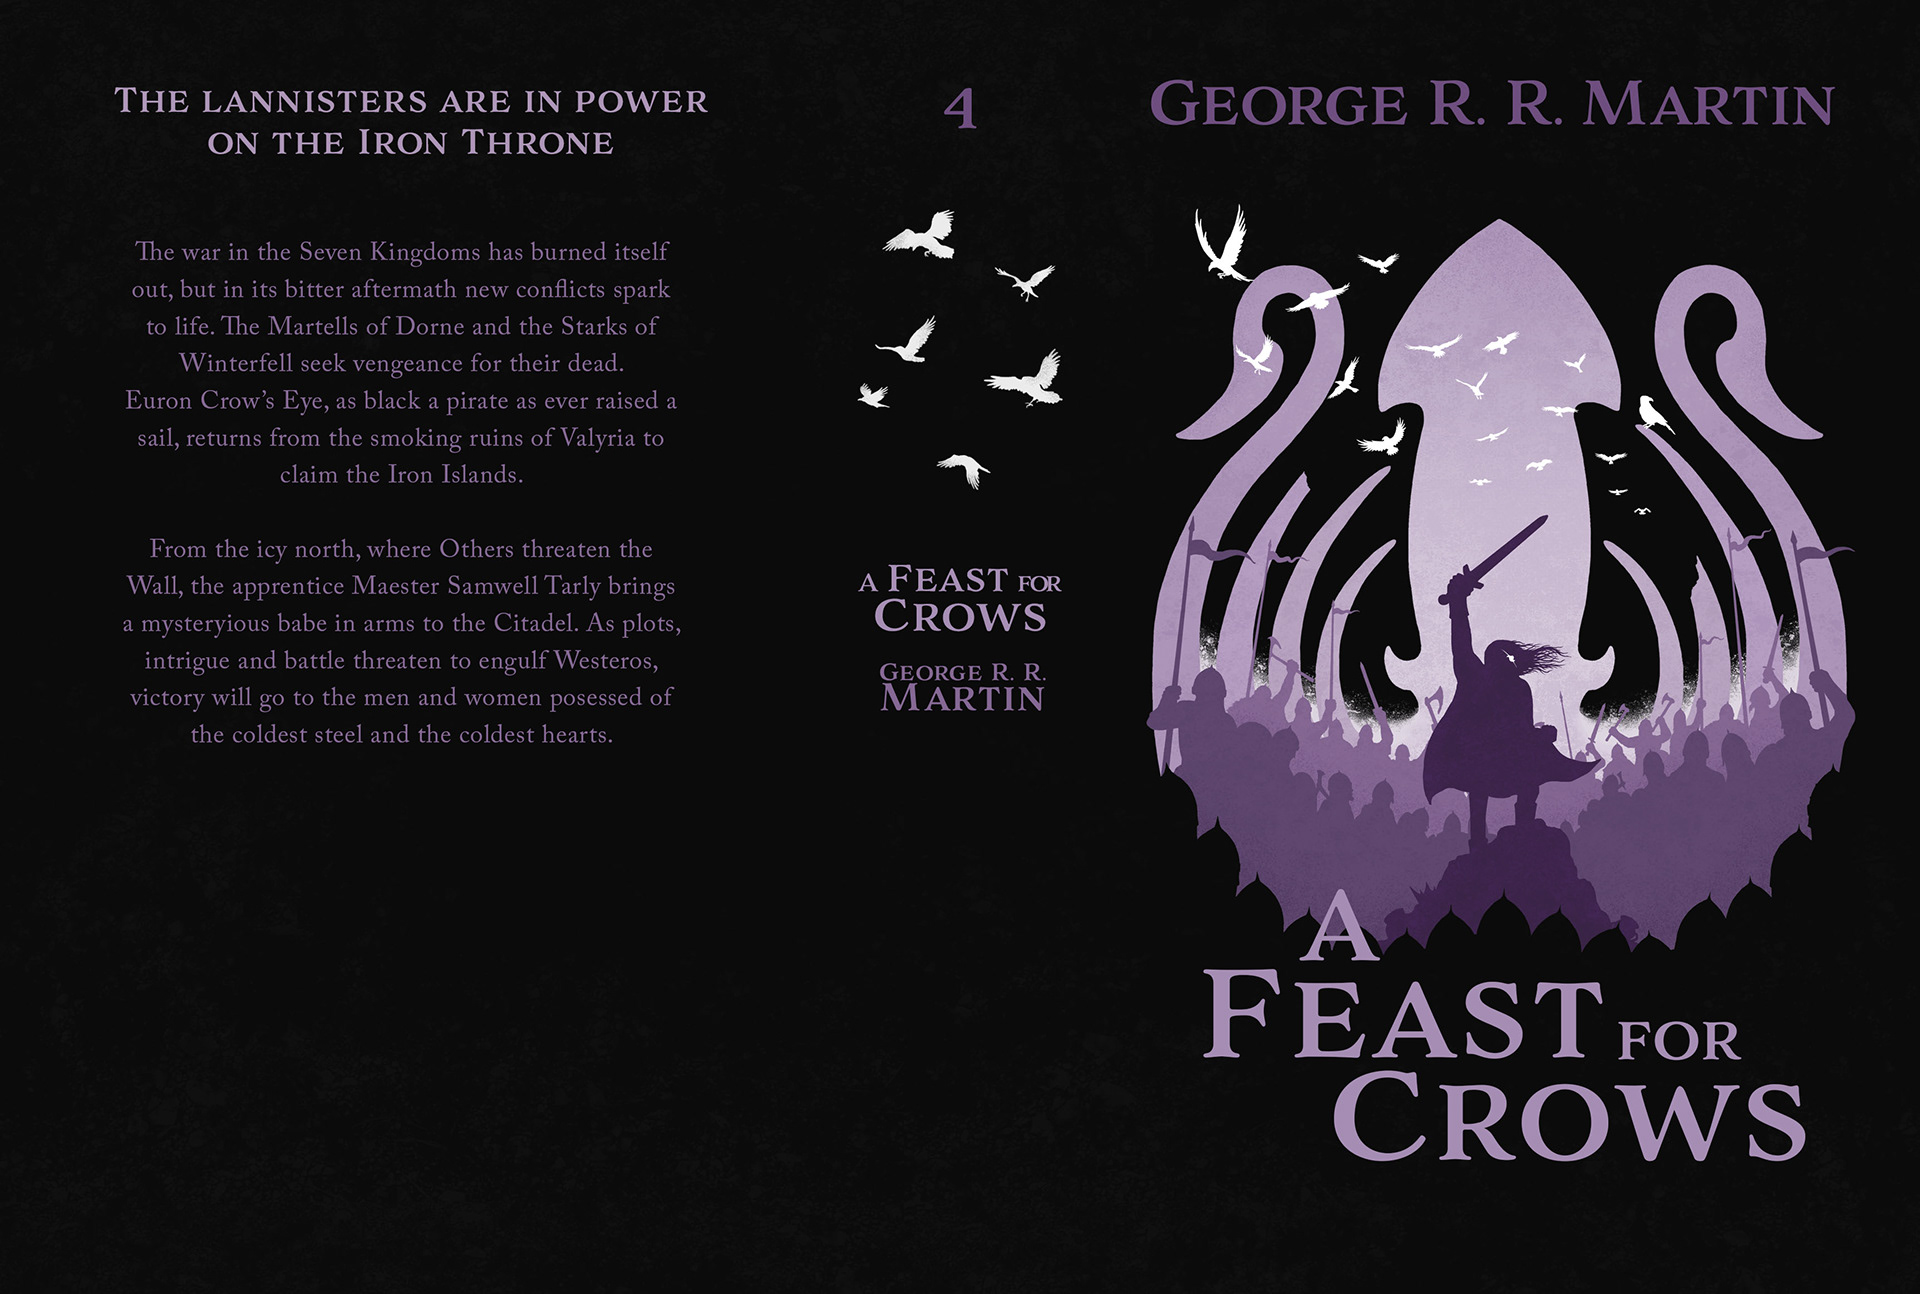 The Lannisters are in power
on the Iron Throne
The war in the Seven Kingdoms has burned itself
out, but in its bitter aftermath new conflicts spark
to life. The Martells of Dorne and the Starks of
Winterfell seek vengeance for their dead.
Euron Crow's Eye, as black a pirate as ever raised a
sail, returns from the smoking ruins of Valyria to
claim the Iron Islands.
From the icy north, where Others threaten the
Wall, the apprentice Maester Samwell Tarly brings
a mysteryious babe in arms to the Citadel. As plots,
intrigue and battle threaten to engulf Westeros,
victory will go to the men and women posessed of
the coldest steel and the coldest hearts.
4
A Feast for
Crows
George R. R.
Martin
George R. R. Martin
A
Feast for
Crows